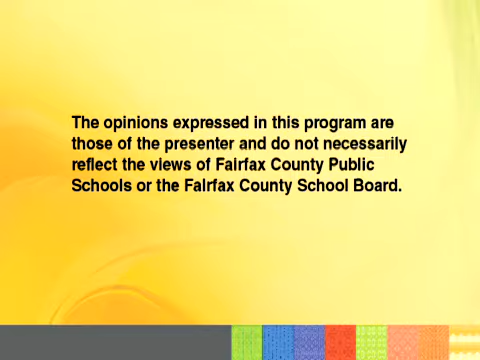 The opinions expressed in this program are
those of the presenter and do not necessarily
reflect the views of Fairfax County Public
Schools or the Fairfax County School Board.